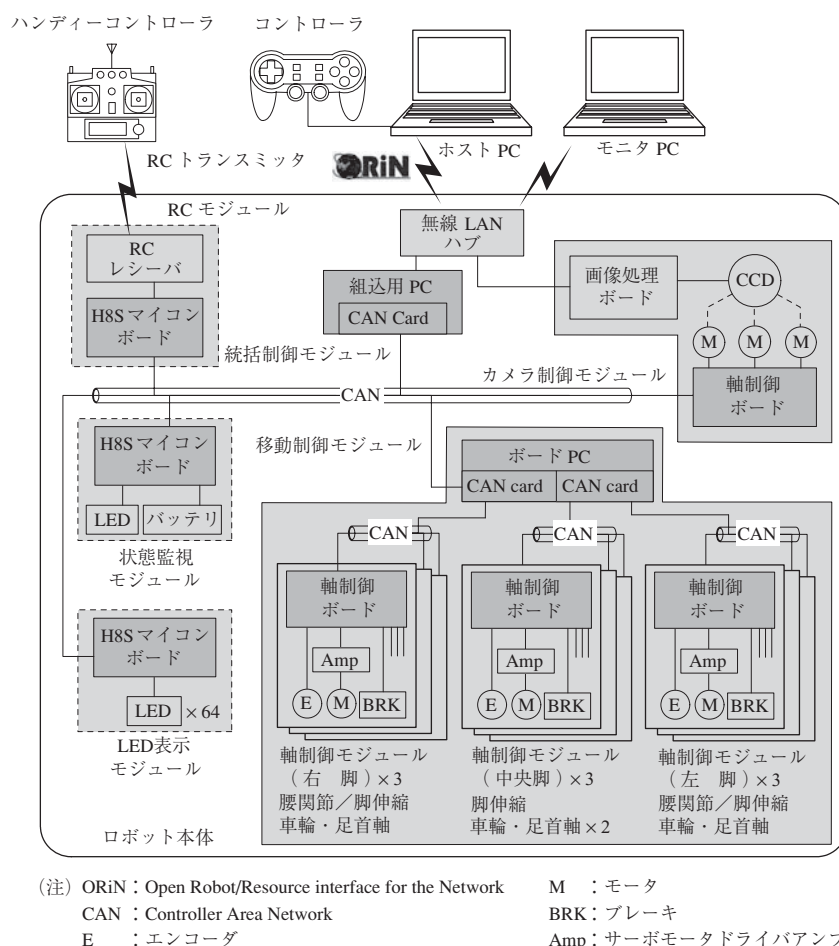 ハンディーコントローラ
コントローラ
RC トランスミッタ
ORiN
ホスト PC
モニタ PC
RC モジュール
RC
レシーバ
H8S マイコン
ボード
無線 LAN
ハブ
組込用 PC
CAN Card
統括制御モジュール
画像処理
ボード
CCD
M
M
M
カメラ制御モジュール
軸制御
ボード
CAN
H8S マイコン
ボード
LED
バッテリ
状態監視
モジュール
移動制御モジュール
ボード PC
CAN card
CAN card
CAN
CAN
CAN
H8S マイコン
ボード
LED
×64
LED表示
モジュール
軸制御
ボード
Amp
E
M
BRK
軸制御モジュール
（右　脚）×3
腰関節／脚伸縮
車輪・足首軸
軸制御
ボード
Amp
E
M
BRK
軸制御モジュール
（中央脚）×3
脚伸縮
車輪・足首軸×2
軸制御
ボード
Amp
E
M
BRK
軸制御モジュール
（左　脚）×3
腰関節／脚伸縮
車輪・足首軸
ロボット本体
（注）ORiN：Open Robot/Resource interface for the Network
CAN：Controller Area Network
E：エンコーダ
M：モータ
BRK：ブレーキ
Amp：サーボモータドライバアンプ